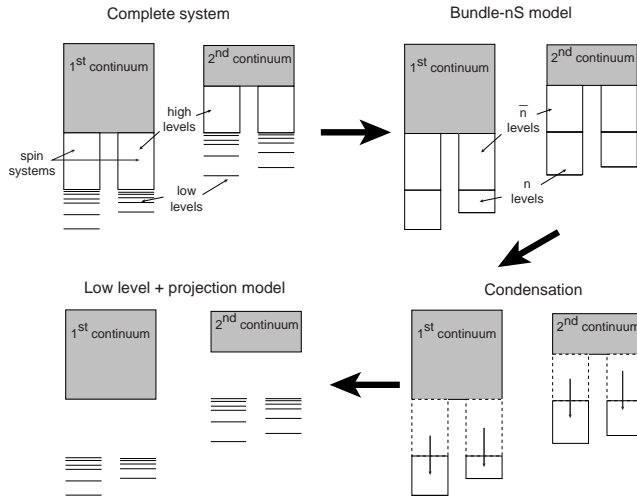 Complete system
Bundle-nS model
1st continuum
2nd continuum
high
levels
spin
systems
low
levels
1st continuum
2nd continuum
n̅
levels
n
levels
Low level + projection model
Condensation
1st continuum
2nd continuum
1st continuum
2nd continuum